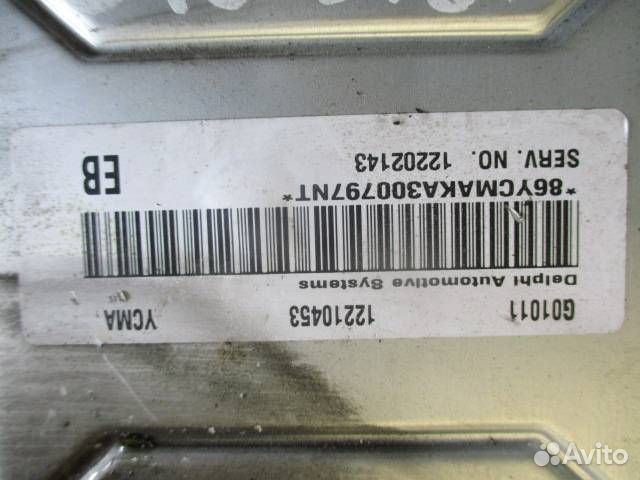 G01011 12210453 YCMA
Delphi Automotive Systems
*86YCMAKA300797NT*
SERV. NO. 12202143 EB
Avito